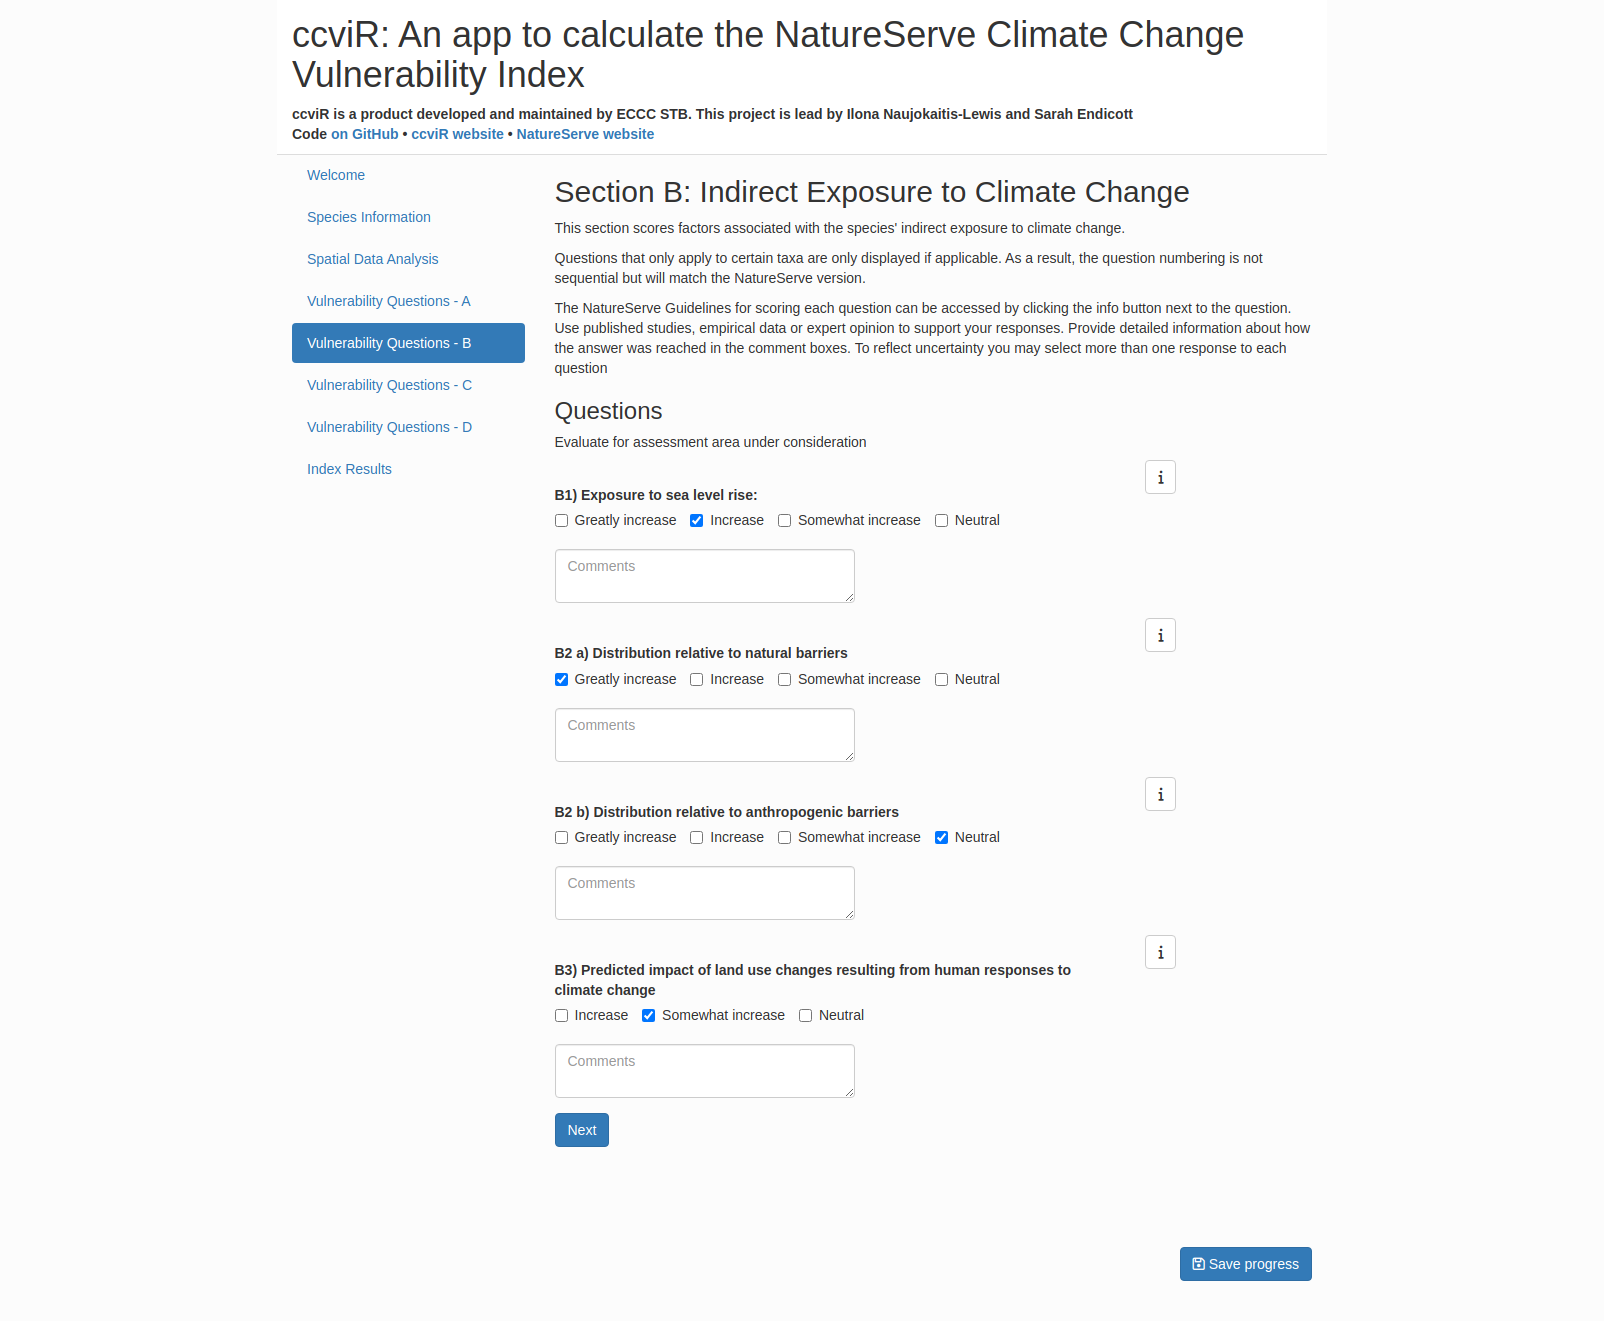 ccviR: An app to calculate the NatureServe Climate Change
Vulnerability Index
ccviR is a product developed and maintained by ECCC STB. This project is lead by Ilona Naujokaitis-Lewis and Sarah Endicott
Code on GitHub • ccviR website • NatureServe website
Welcome
Species Information
Spatial Data Analysis
Vulnerability Questions - A
Vulnerability Questions - B
Vulnerability Questions - C
Vulnerability Questions - D
Index Results
Section B: Indirect Exposure to Climate Change
This section scores factors associated with the species' indirect exposure to climate change.
Questions that only apply to certain taxa are only displayed if applicable. As a result, the question numbering is not
sequential but will match the NatureServe version.
The NatureServe Guidelines for scoring each question can be accessed by clicking the info button next to the question.
Use published studies, empirical data or expert opinion to support your responses. Provide detailed information about how
the answer was reached in the comment boxes. To reflect uncertainty you may select more than one response to each
question
Questions
Evaluate for assessment area under consideration
i
B1) Exposure to sea level rise:
Greatly increase Increase Somewhat increase Neutral
Comments
i
B2 a) Distribution relative to natural barriers
Greatly increase Increase Somewhat increase Neutral
Comments
i
B2 b) Distribution relative to anthropogenic barriers
Greatly increase Increase Somewhat increase Neutral
Comments
i
B3) Predicted impact of land use changes resulting from human responses to
climate change
Increase Somewhat increase Neutral
Comments
Next
Save progress